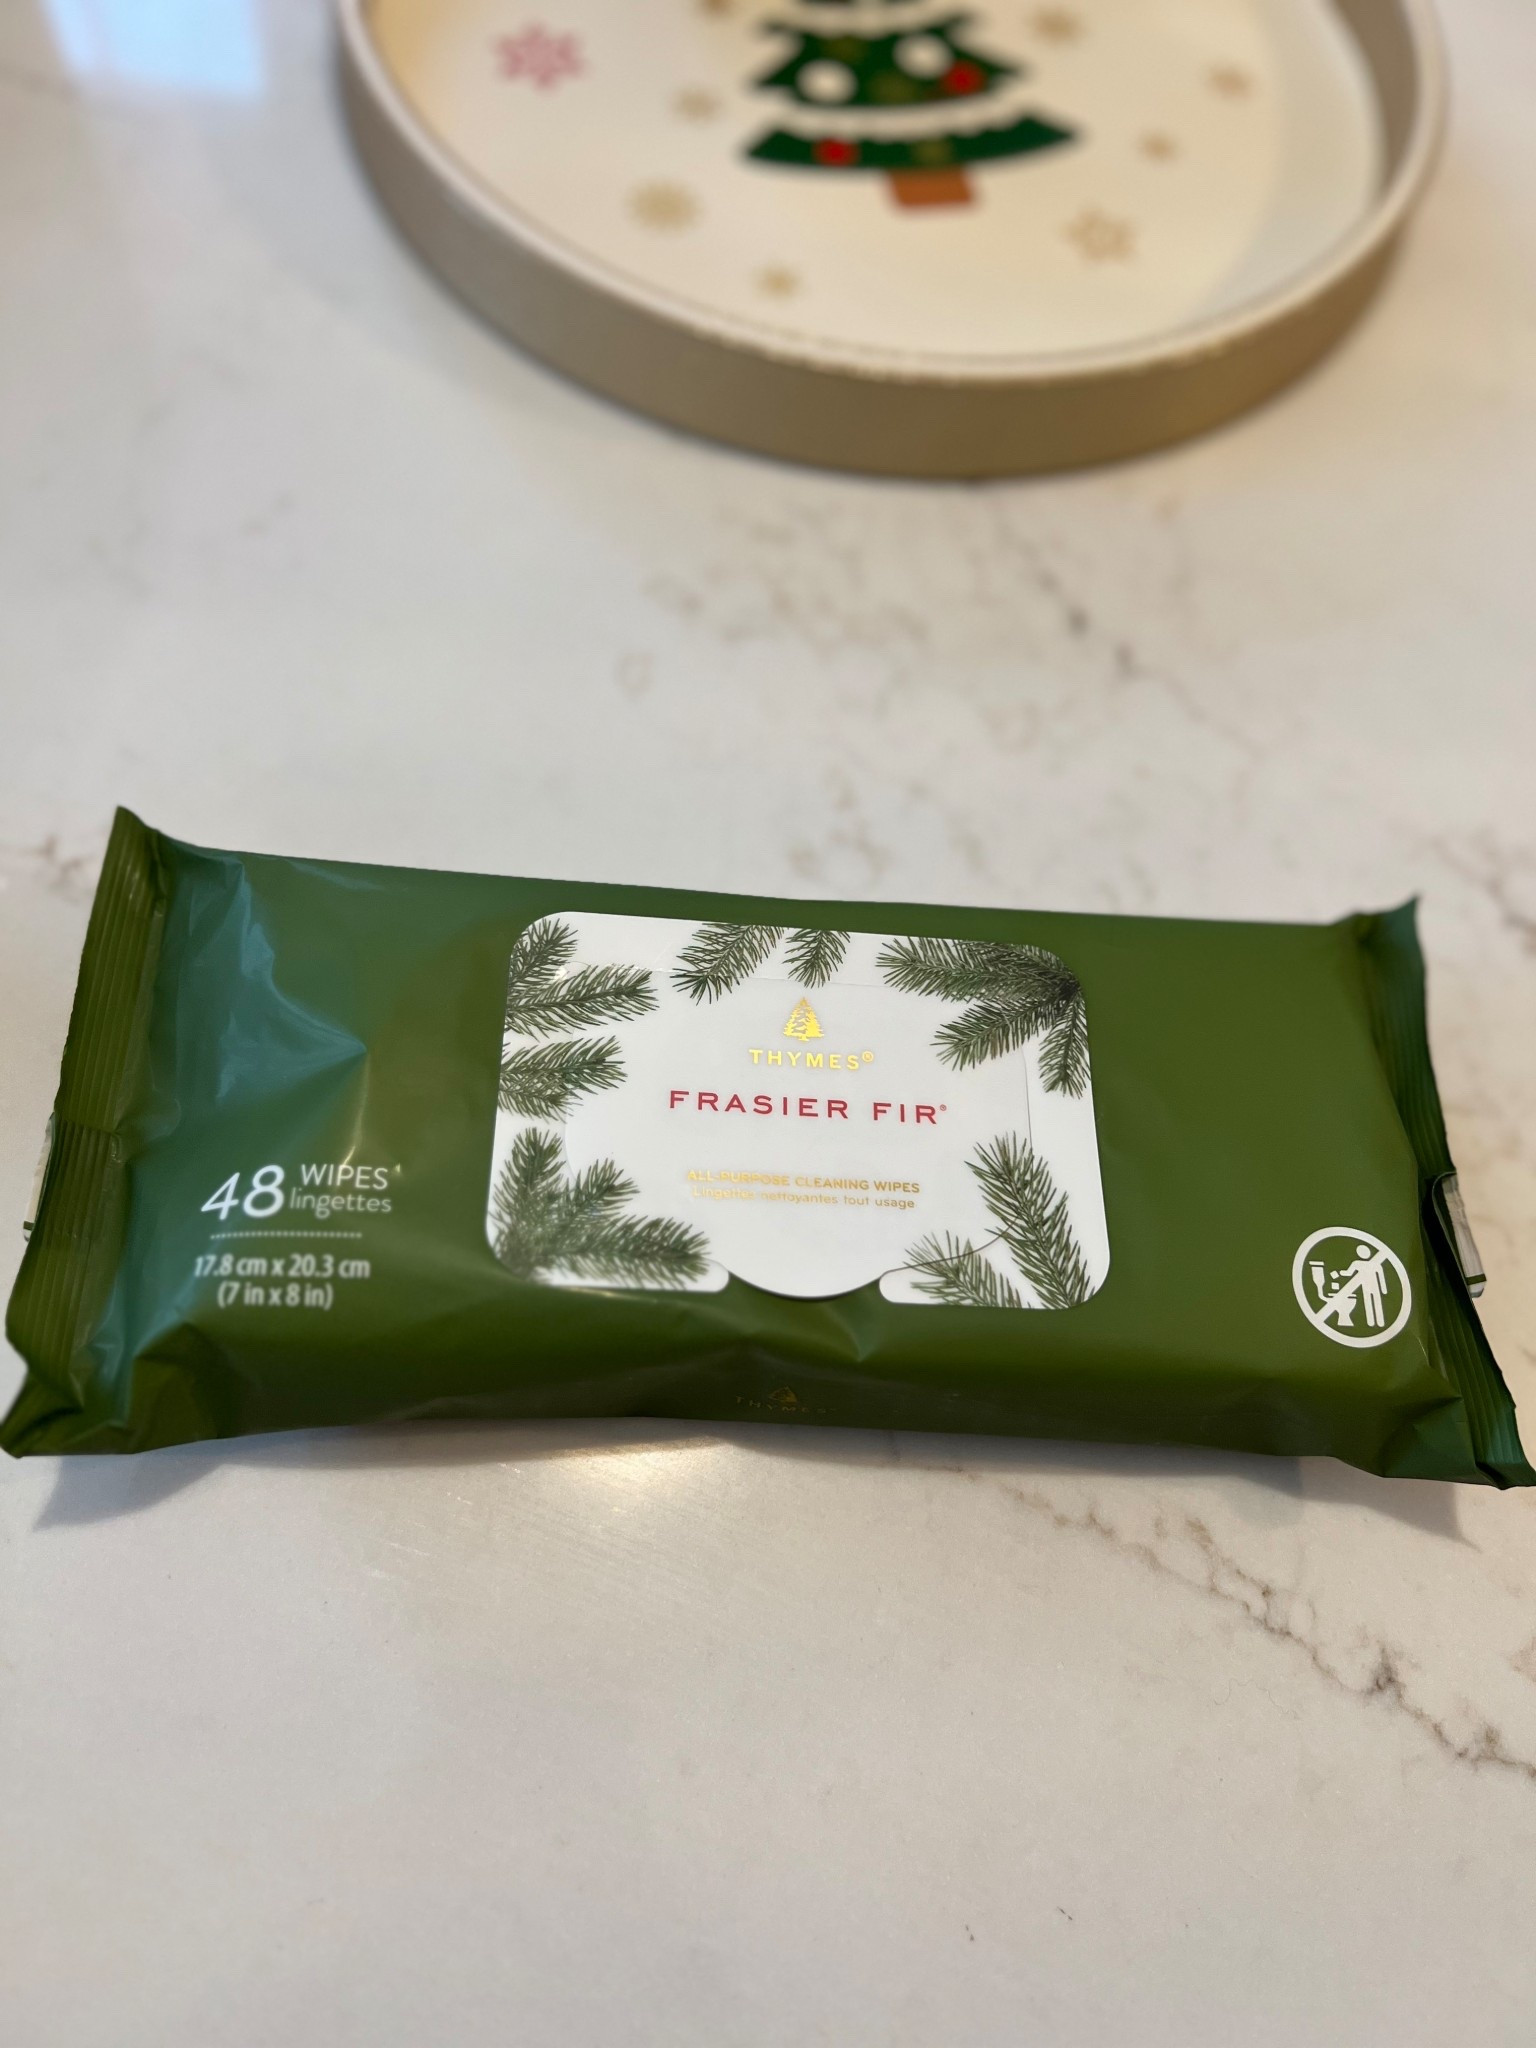 THYMES®
FRASIER FIR®
ALL-PURPOSE CLEANING WIPES
Lingettes nettoyantes tout usage
48 WIPES
lingettes
17.8 cm x 20.3 cm
(7 in x 8 in)
THYMES